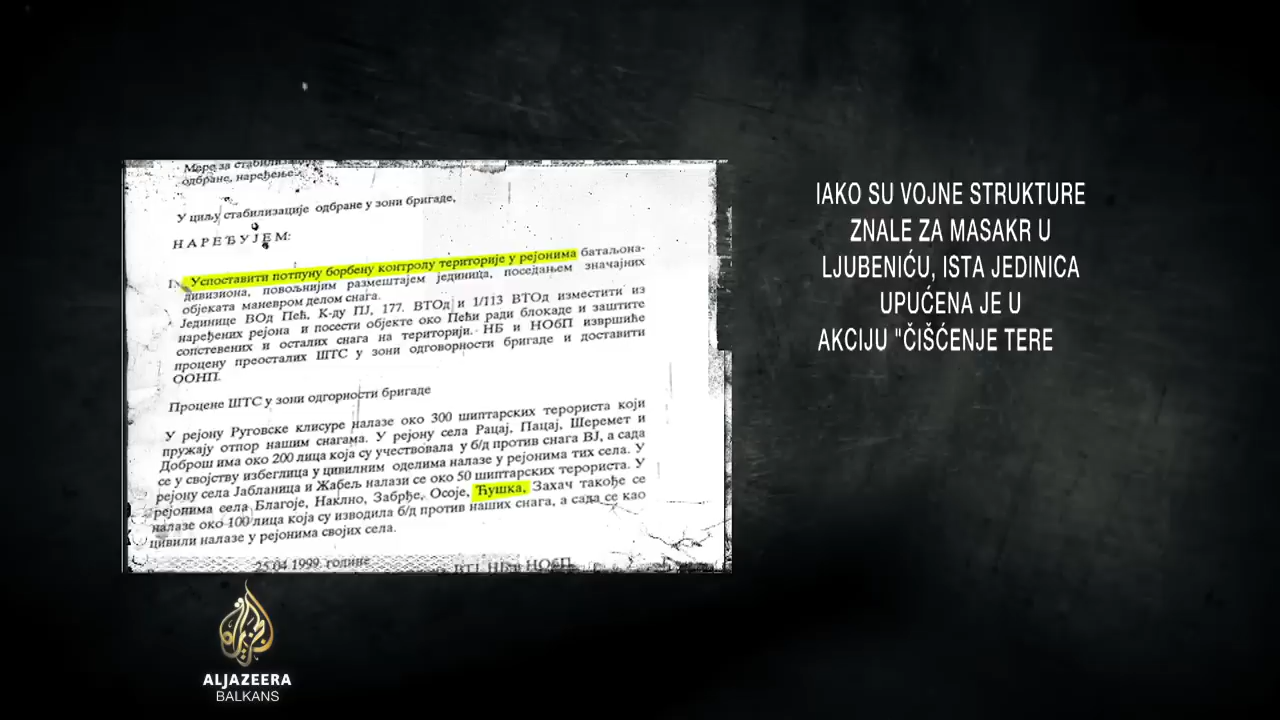 Мере за стабилизацију
одбране, наређење.-
У циљу стабилизације одбране у зони бригаде,
Н А Р Е Ђ У Ј Е М:
1. Успоставити потпуну борбену контролу територије у рејонима батаљона-
дивизиона, повољнијим размештајем јединица, поседањем значајних
објеката маневром делом снага.
Јединице ВОд Пећ, К-ду ПЈ, 177. ВТОд и 1/113 ВТОд изместити из
наређених рејона и посести објекте око Пећи ради блокаде и заштите
сопствених и осталих снага на територији. НБ и НОбП извршиће
процену преосталих ШТС у зони одговорности бригаде и доставити
ООНП.
Процене ШТС у зони одгорности бригаде
У рејону Руговске клисуре налазе око 300 шиптарских терориста који
пружају отпор нашим снагама. У рејону села Рацај, Пацај, Шеремет и
Доброш има око 200 лица која су учествовала у б/д против снага ВЈ, а сада
се у својству избеглица у цивилним оделима налазе у рејонима тих села. У
рејону села Јабланица и Жабељ налази се око 50 шиптарских терориста. У
рејонима села Благоје, Наклно, Забрђе, Осоје, Ћушка, Захач такође се
налазе око 100 лица која су изводила б/д против наших снага, а сада се као
цивили налазе у рејонима својих села.
25.04 1999. године
ВТЈ, НБ и НОбП
IAKO SU VOJNE STRUKTURE
ZNALE ZA MASAKR U
LJUBENIĆU, ISTA JEDINICA
UPUĆENA JE U
AKCIJU "ČIŠĆENJE TERE
ALJAZEERA
BALKANS